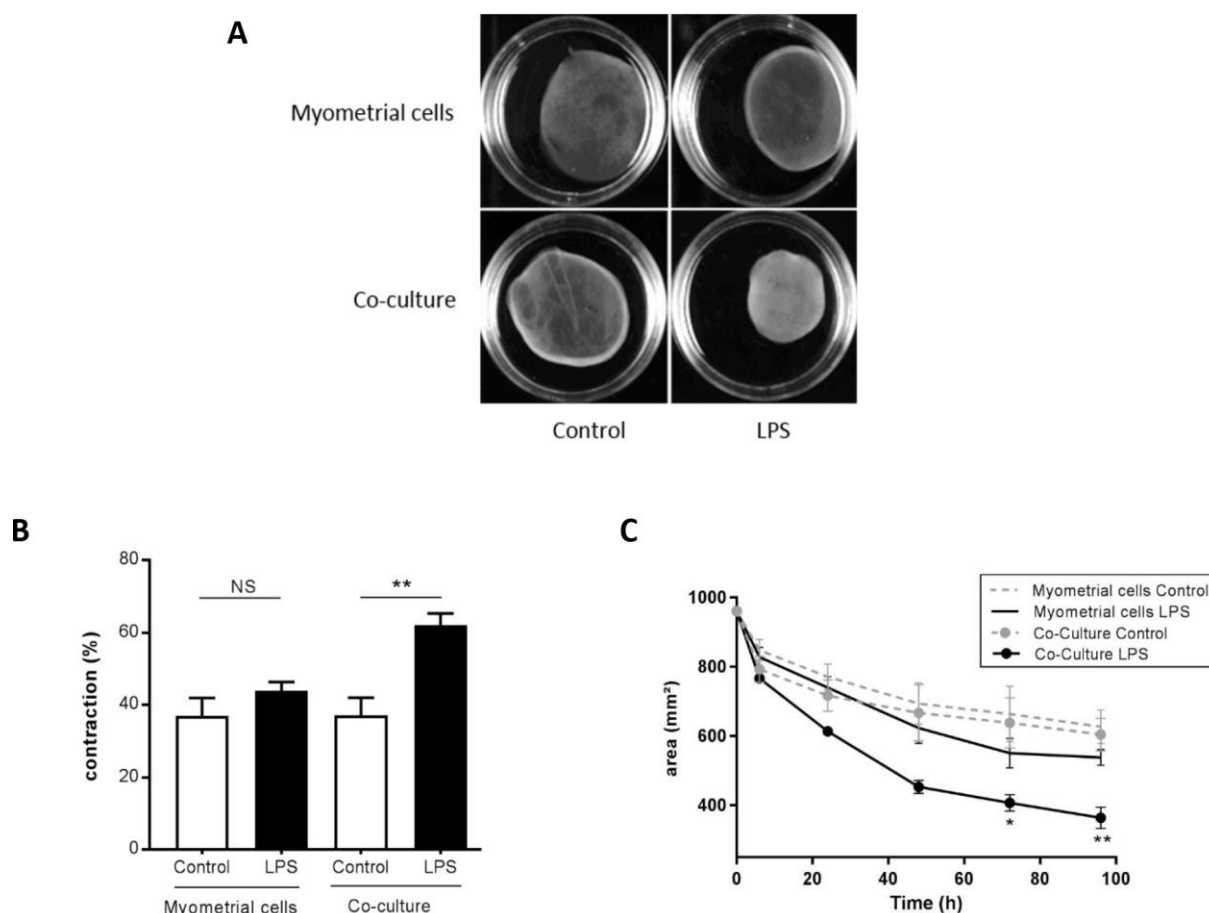 A
Myometrial cells
Co-culture
Control LPS
B
80
60
40
20
0
contraction (%)
NS
**
Control LPS Control LPS
Myometrial cells Co-culture
C
Myometrial cells Control
Myometrial cells LPS
Co-Culture Control
Co-Culture LPS
1000
800
600
400
area (mm²)
*
**
0 20 40 60 80 100
Time (h)